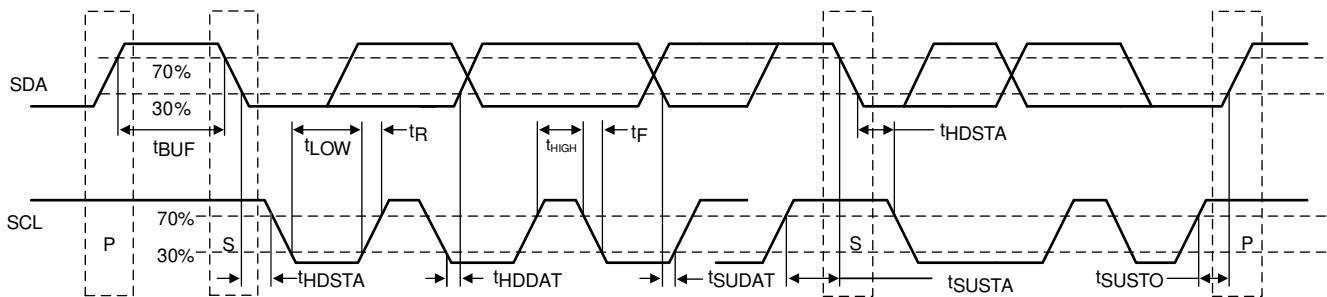 SDA
70%
30%
tBUF
tLOW
tR
tHIGH
tF
tHDSTA
SCL
70%
30%
P
S
S
P
tHDSTA
tHDDAT
tSUDAT
tSUSTA
tSUSTO